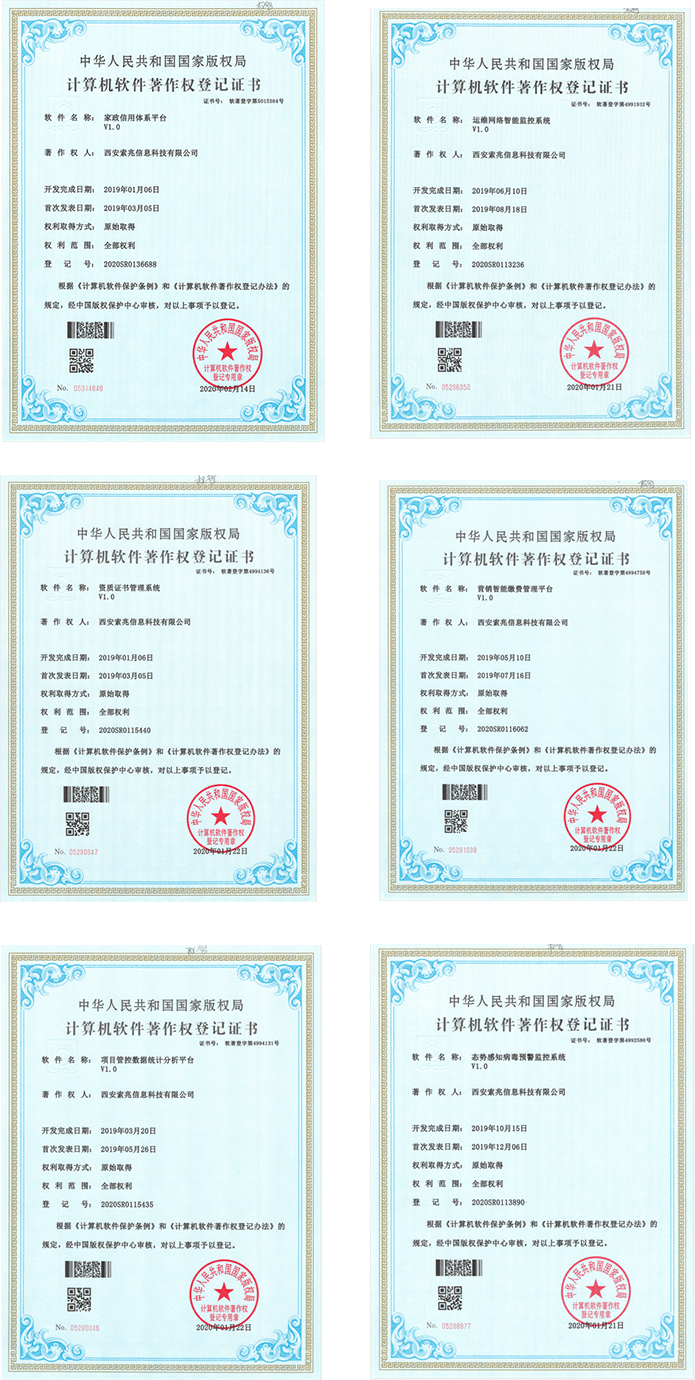 中华人民共和国国家版权局
计算机软件著作权登记证书
证书号： 软著登字第5015384号
软件名称： 家政信用体系平台
V1.0
著作权人： 西安索兆信息科技有限公司
开发完成日期： 2019年01月06日
首次发表日期： 2019年03月05日
权利取得方式： 原始取得
权利范围： 全部权利
登记号： 2020SR0136688
根据《计算机软件保护条例》和《计算机软件著作权登记办法》的
规定，经中国版权保护中心审核，对以上事项予以登记。
中华人民共和国国家版权局
计算机软件著作权
登记专用章
No. 05314646
2020年02月14日
中华人民共和国国家版权局
计算机软件著作权登记证书
证书号： 软著登字第4991932号
软件名称： 运维网络智能监控系统
V1.0
著作权人： 西安索兆信息科技有限公司
开发完成日期： 2019年06月10日
首次发表日期： 2019年08月18日
权利取得方式： 原始取得
权利范围： 全部权利
登记号： 2020SR0113236
根据《计算机软件保护条例》和《计算机软件著作权登记办法》的
规定，经中国版权保护中心审核，对以上事项予以登记。
中华人民共和国国家版权局
计算机软件著作权
登记专用章
No. 05286350
2020年01月21日
中华人民共和国国家版权局
计算机软件著作权登记证书
证书号： 软著登字第4994136号
软件名称： 资质证书管理系统
V1.0
著作权人： 西安索兆信息科技有限公司
开发完成日期： 2019年01月06日
首次发表日期： 2019年03月05日
权利取得方式： 原始取得
权利范围： 全部权利
登记号： 2020SR0115440
根据《计算机软件保护条例》和《计算机软件著作权登记办法》的
规定，经中国版权保护中心审核，对以上事项予以登记。
中华人民共和国国家版权局
计算机软件著作权
登记专用章
No. 05290347
2020年01月22日
中华人民共和国国家版权局
计算机软件著作权登记证书
证书号： 软著登字第4994758号
软件名称： 营销智能缴费管理平台
V1.0
著作权人： 西安索兆信息科技有限公司
开发完成日期： 2019年05月10日
首次发表日期： 2019年07月16日
权利取得方式： 原始取得
权利范围： 全部权利
登记号： 2020SR0116062
根据《计算机软件保护条例》和《计算机软件著作权登记办法》的
规定，经中国版权保护中心审核，对以上事项予以登记。
中华人民共和国国家版权局
计算机软件著作权
登记专用章
No. 05291038
2020年01月22日
中华人民共和国国家版权局
计算机软件著作权登记证书
证书号： 软著登字第4994131号
软件名称： 项目管控数据统计分析平台
V1.0
著作权人： 西安索兆信息科技有限公司
开发完成日期： 2019年03月20日
首次发表日期： 2019年05月26日
权利取得方式： 原始取得
权利范围： 全部权利
登记号： 2020SR0115435
根据《计算机软件保护条例》和《计算机软件著作权登记办法》的
规定，经中国版权保护中心审核，对以上事项予以登记。
中华人民共和国国家版权局
计算机软件著作权
登记专用章
No. 05290346
2020年01月22日
中华人民共和国国家版权局
计算机软件著作权登记证书
证书号： 软著登字第4992586号
软件名称： 态势感知病毒预警监控系统
V1.0
著作权人： 西安索兆信息科技有限公司
开发完成日期： 2019年10月15日
首次发表日期： 2019年12月06日
权利取得方式： 原始取得
权利范围： 全部权利
登记号： 2020SR0113890
根据《计算机软件保护条例》和《计算机软件著作权登记办法》的
规定，经中国版权保护中心审核，对以上事项予以登记。
中华人民共和国国家版权局
计算机软件著作权
登记专用章
No. 05288877
2020年01月21日